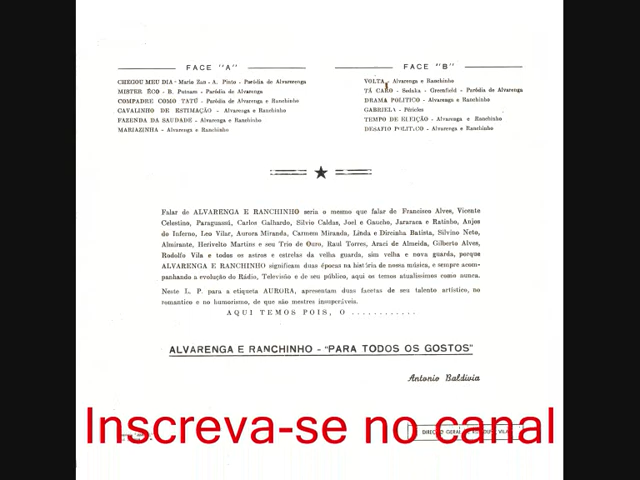 FACE "A"
CHEGOU MEU DIA - Maria Zan - A. Pinto - Paródia de Alvarerenga
MISTER ÉCO - B. Putnam - Paródia de Alvarenga
COMPADRE COMO TATÚ - Paródia de Alvarenga e Ranchinho
CAVALINHO DE ESTIMAÇÃO - Alvarenga e Ranchinho
FAZENDA DA SAUDADE - Alvarenga e Ranchinho
MARIAZINHA - Alvarenga e Ranchinho
FACE "B"
VOLTA - Alvarenga e Ranchinho
TÁ CARO - Sedaka - Greenfield - Paródia de Alvarenga
DRAMA POLITICO - Alvarenga e Ranchinho
GABRIELA - Péricles
TEMPO DE ELEIÇÃO - Alvarenga e Ranchinho
DESAFIO POLITICO - Alvarenga e Ranchinho
Falar de ALVARENGA E RANCHINHO seria o mesmo que falar de Francisco Alves, Vicente
Celestino, Paraguassú, Carlos Galhardo, Silvio Caldas, Joel e Gaucho, Jararaca e Ratinho, Anjos
do Inferno, Leo Vilar, Aurora Miranda, Carmem Miranda, Linda e Dircinha Batista, Silvino Neto,
Almirante, Herivelto Martins e seu Trio de Ouro, Raul Torres, Araci de Almeida, Gilberto Alves,
Rodolfo Vila e todos os astros e estrelas da velha guarda, sim velha e nova guarda, porque
ALVARENGA E RANCHINHO significam duas épocas na história de nossa música, e sempre acom-
panhando a evolução do Rádio, Televisão e de seu público, aqui os temos atualíssimos como nunca.
Neste L. P. para a etiqueta AURORA, apresentam duas facetas de seu talento artístico, no
romantico e no humorismo, de que são mestres insuperáveis.
AQUI TEMOS POIS, O ............
ALVARENGA E RANCHINHO - "PARA TODOS OS GOSTOS"
Antonio Baldivia
Inscreva-se no canal